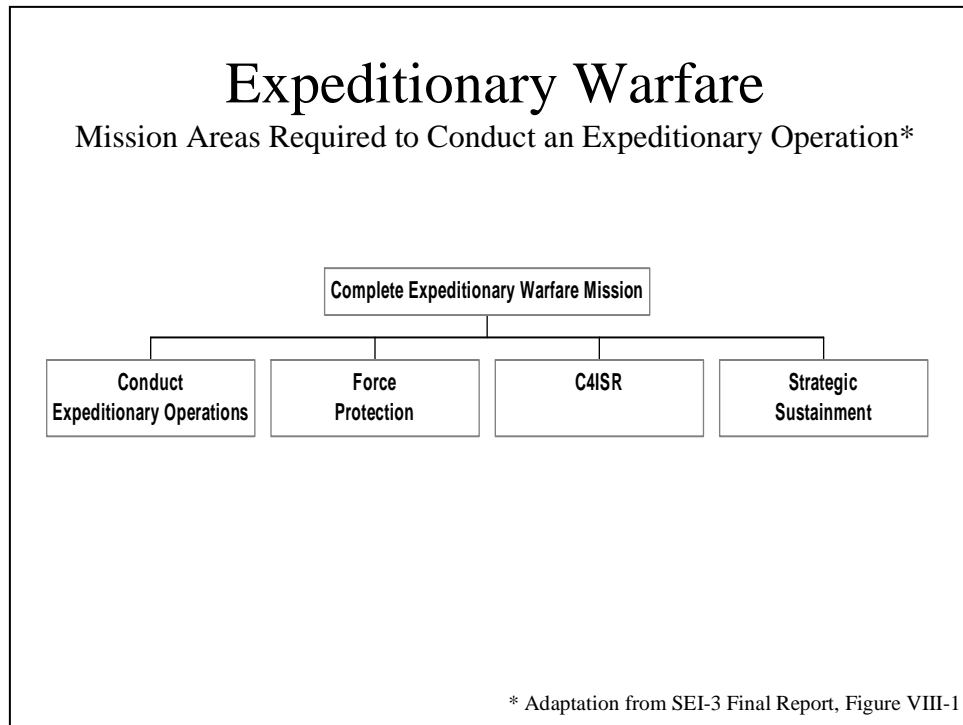 Expeditionary Warfare
Mission Areas Required to Conduct an Expeditionary Operation*
Complete Expeditionary Warfare Mission
Conduct
Expeditionary Operations
Force
Protection
C4ISR
Strategic
Sustainment
* Adaptation from SEI-3 Final Report, Figure VIII-1